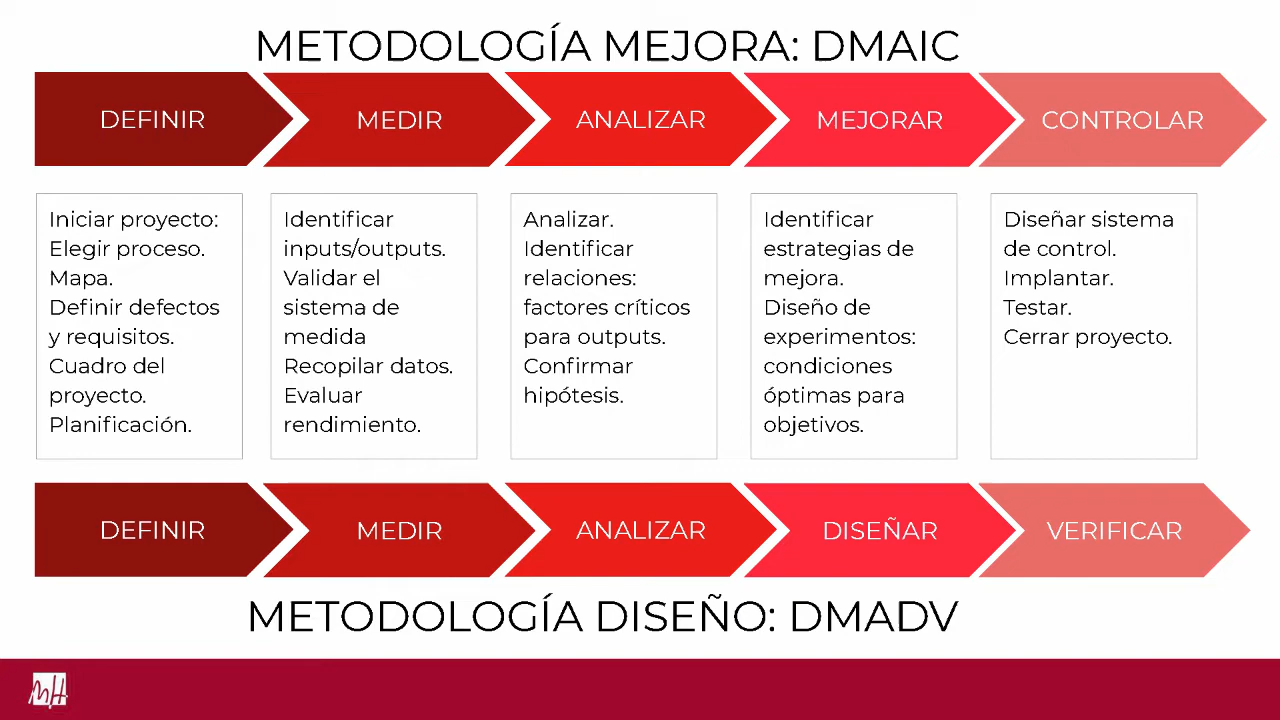 METODOLOGÍA MEJORA: DMAIC
DEFINIR
MEDIR
ANALIZAR
MEJORAR
CONTROLAR
Iniciar proyecto:
Elegir proceso.
Mapa.
Definir defectos
y requisitos.
Cuadro del
proyecto.
Planificación.
Identificar
inputs/outputs.
Validar el
sistema de
medida
Recopilar datos.
Evaluar
rendimiento.
Analizar.
Identificar
relaciones:
factores críticos
para outputs.
Confirmar
hipótesis.
Identificar
estrategias de
mejora.
Diseño de
experimentos:
condiciones
óptimas para
objetivos.
Diseñar sistema
de control.
Implantar.
Testar.
Cerrar proyecto.
DEFINIR
MEDIR
ANALIZAR
DISEÑAR
VERIFICAR
METODOLOGÍA DISEÑO: DMADV
MH